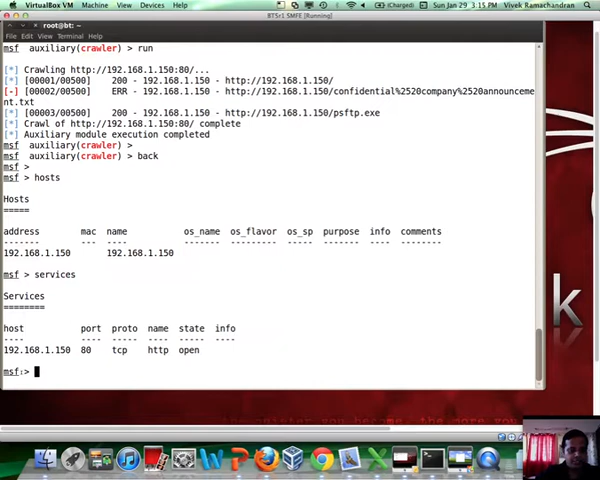 VirtualBox VM Machine View Devices Help (Charged) Sun Jan 29 3:15 PM Vivek Ramachandran
BT5r1 SMFE [Running]
root@bt: ~
File Edit View Terminal Help
msf auxiliary(crawler) > run
[*] Crawling http://192.168.1.150:80/...
[*] [00001/00500] 200 - 192.168.1.150 - http://192.168.1.150/
[-] [00002/00500] ERR - 192.168.1.150 - http://192.168.1.150/confidential%2520company%2520announceme
nt.txt
[*] [00003/00500] 200 - 192.168.1.150 - http://192.168.1.150/psftp.exe
[*] Crawl of http://192.168.1.150:80/ complete
[*] Auxiliary module execution completed
msf auxiliary(crawler) >
msf auxiliary(crawler) > back
msf >
msf > hosts
Hosts
=====
address mac name os_name os_flavor os_sp purpose info comments
------- --- ---- ------- --------- ----- ------- ---- --------
192.168.1.150 192.168.1.150
msf > services
Services
========
host port proto name state info
---- ---- ----- ---- ----- ----
192.168.1.150 80 tcp http open
msf:>
k